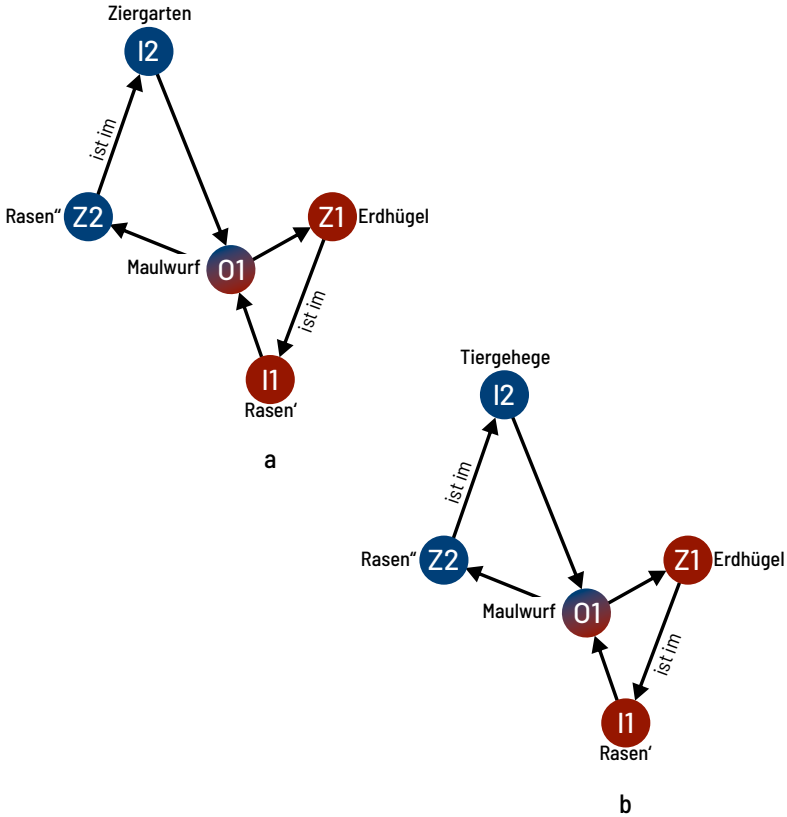 Ziergarten
I2
ist im
Rasen“ Z2
Z1 Erdhügel
Maulwurf O1
ist im
I1
Rasen‘
a
Tiergehege
I2
ist im
Rasen“ Z2
Z1 Erdhügel
Maulwurf O1
ist im
I1
Rasen‘
b